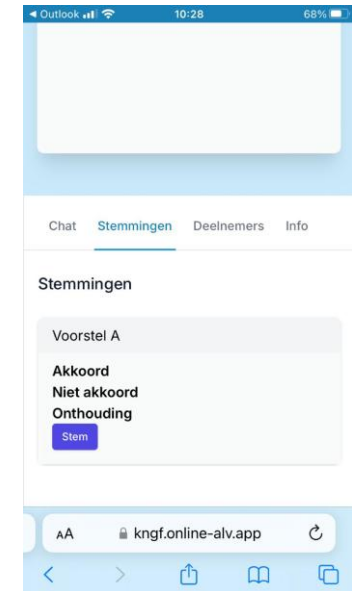 ◀ Outlook 10:28 68%
Chat Stemmingen Deelnemers Info
Stemmingen
Voorstel A
Akkoord
Niet akkoord
Onthouding
Stem
AA kngf.online-alv.app